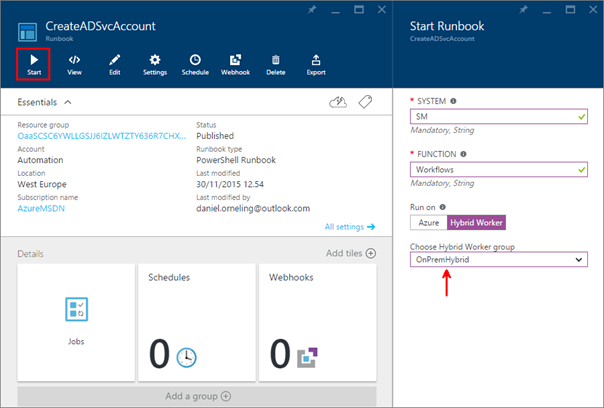 CreateADSvcAccount
Runbook
Start
View
Edit
Settings
Schedule
Webhook
Delete
Export
Essentials
Resource group
OaaSCSC6YWLLGSJJ6IZLWTZTY636R7CHX...
Account
Automation
Location
West Europe
Subscription name
AzureMSDN
Status
Published
Runbook type
PowerShell Runbook
Last modified
30/11/2015 12.54
Last modified by
daniel.orneling@outlook.com
All settings
Details
Add tiles
Jobs
Schedules
0
Webhooks
0
Add a group
Start Runbook
CreateADSvcAccount
* SYSTEM
SM
Mandatory, String
* FUNCTION
Workflows
Mandatory, String
Run on
Azure
Hybrid Worker
Choose Hybrid Worker group
OnPremHybrid